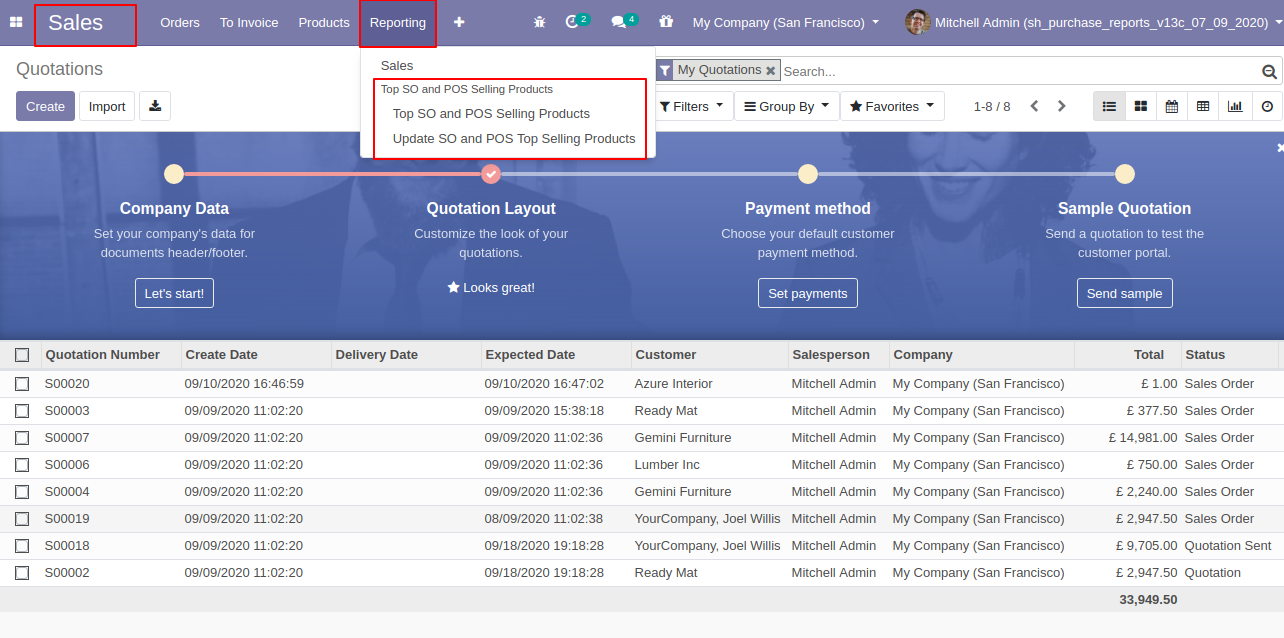 Sales Orders To Invoice Products Reporting 2 4 My Company (San Francisco) Mitchell Admin (sh_purchase_reports_v13c_07_09_2020)
Quotations
My Quotations Search...
Create Import
Filters Group By Favorites 1-8 / 8
Sales
Top SO and POS Selling Products
Top SO and POS Selling Products
Update SO and POS Top Selling Products
Company Data
Set your company's data for
documents header/footer.
Let's start!
Quotation Layout
Customize the look of your
quotations.
Looks great!
Payment method
Choose your default customer
payment method.
Set payments
Sample Quotation
Send a quotation to test the
customer portal.
Send sample
Quotation Number Create Date Delivery Date Expected Date Customer Salesperson Company Total Status
S00020 09/10/2020 16:46:59 09/10/2020 16:47:02 Azure Interior Mitchell Admin My Company (San Francisco) £ 1.00 Sales Order
S00003 09/09/2020 11:02:20 09/09/2020 15:38:18 Ready Mat Mitchell Admin My Company (San Francisco) £ 377.50 Sales Order
S00007 09/09/2020 11:02:20 09/09/2020 11:02:36 Gemini Furniture Mitchell Admin My Company (San Francisco) £ 14,981.00 Sales Order
S00006 09/09/2020 11:02:20 09/09/2020 11:02:36 Lumber Inc Mitchell Admin My Company (San Francisco) £ 750.00 Sales Order
S00004 09/09/2020 11:02:20 09/09/2020 11:02:36 Gemini Furniture Mitchell Admin My Company (San Francisco) £ 2,240.00 Sales Order
S00019 09/09/2020 11:02:20 08/09/2020 11:02:38 YourCompany, Joel Willis Mitchell Admin My Company (San Francisco) £ 2,947.50 Sales Order
S00018 09/09/2020 11:02:20 09/18/2020 19:18:28 YourCompany, Joel Willis Mitchell Admin My Company (San Francisco) £ 9,705.00 Quotation Sent
S00002 09/09/2020 11:02:20 09/18/2020 19:18:28 Ready Mat Mitchell Admin My Company (San Francisco) £ 2,947.50 Quotation
33,949.50